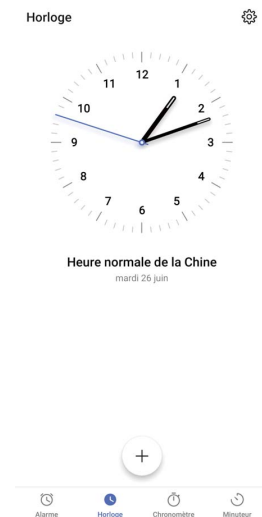 Horloge
12
11
1
10
2
9
3
8
4
7
5
6
Heure normale de la Chine
mardi 26 juin
+
Alarme
Horloge
Chronomètre
Minuteur